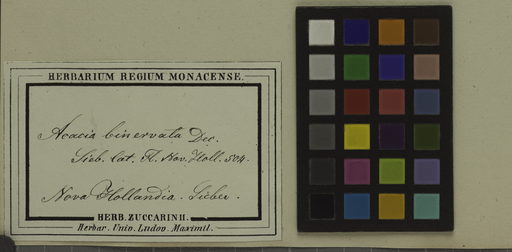 HERBARIUM REGIUM MONACENSE.
Acacia binervata Dec.
Sieb. Cat. Fl. Nov. Holl. 504.
Nova Hollandia. Sieber.
HERB. ZUCCARINII.
Herbar. Univ. Ludov. Maximil.